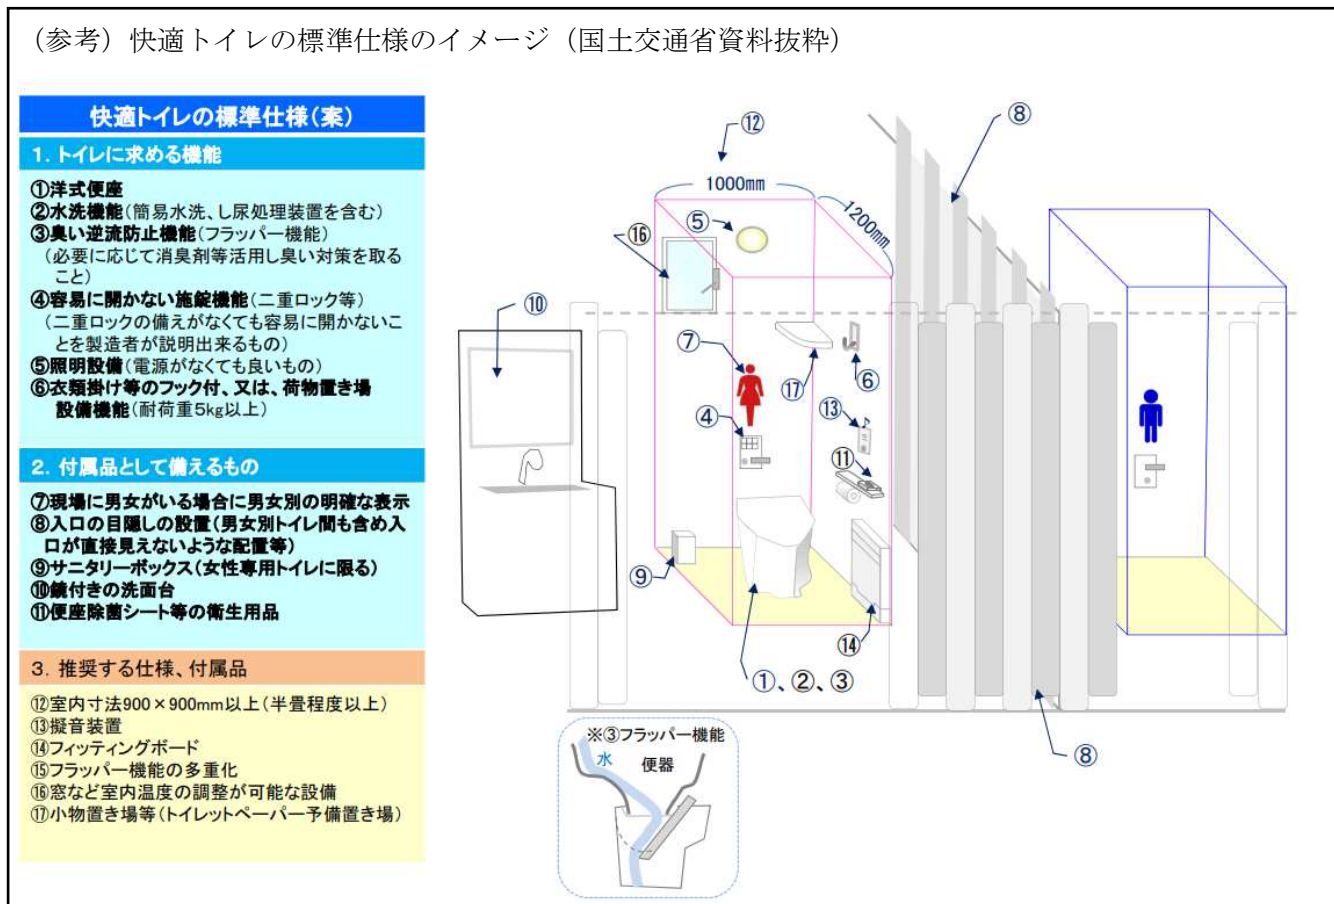 （参考）快適トイレの標準仕様のイメージ（国土交通省資料抜粋）
快適トイレの標準仕様（案）
1．トイレに求める機能
①洋式便座
②水洗機能（簡易水洗、し尿処理装置を含む）
③臭い逆流防止機能（フラッパー機能）
（必要に応じて消臭剤等活用し臭い対策を取る
こと）
④容易に開かない施錠機能（二重ロック等）
（二重ロックの備えがなくても容易に開かないこ
とを製造者が説明出来るもの）
⑤照明設備（電源がなくても良いもの）
⑥衣類掛け等のフック付、又は、荷物置き場
設備機能（耐荷重5kg以上）
2．付属品として備えるもの
⑦現場に男女がいる場合に男女別の明確な表示
⑧入口の目隠しの設置（男女別トイレ間も含め入
口が直接見えないような配置等）
⑨サニタリーボックス（女性専用トイレに限る）
⑩鏡付きの洗面台
⑪便座除菌シート等の衛生用品
3．推奨する仕様、付属品
⑫室内寸法900×900mm以上（半畳程度以上）
⑬擬音装置
⑭フィッティングボード
⑮フラッパー機能の多重化
⑯窓など室内温度の調整が可能な設備
⑰小物置き場等（トイレットペーパー予備置き場）
⑫
⑧
1000mm
1200mm
⑤
⑯
⑩
⑦
⑰
⑥
④
⑬
⑪
⑨
⑭
①、②、③
⑧
※③フラッパー機能
水
便器